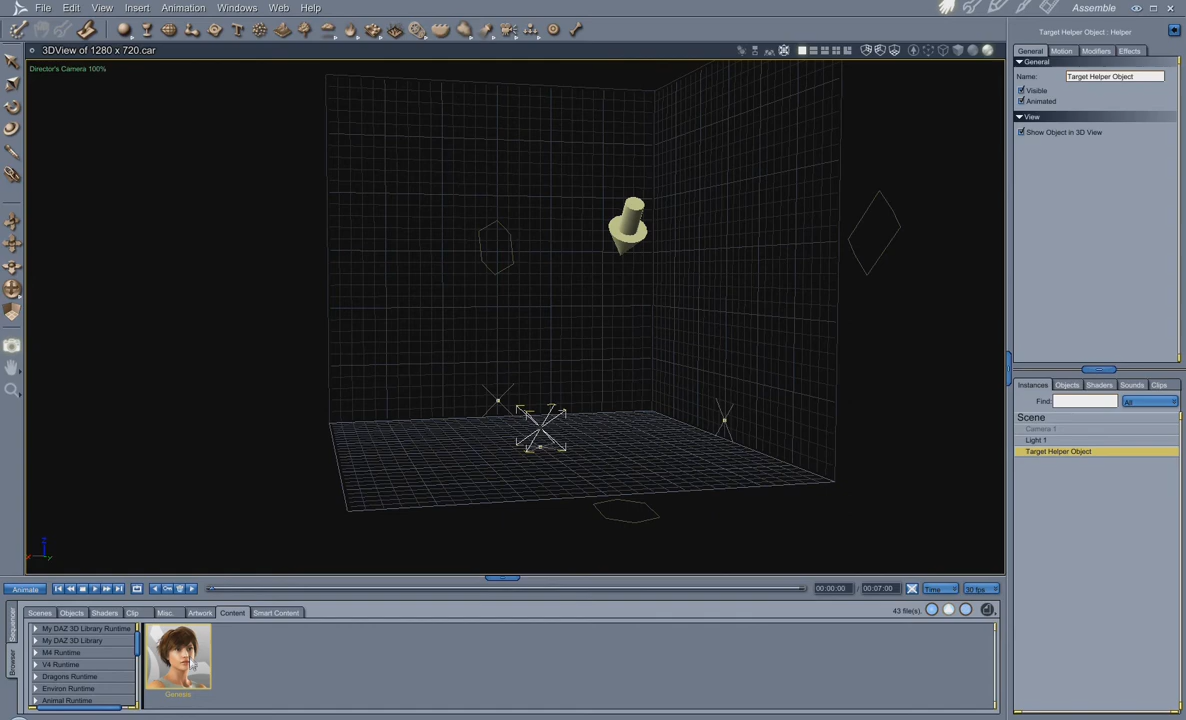 File Edit View Insert Animation Windows Web Help
Assemble
3DView of 1280 x 720.car
Director's Camera 100%
Target Helper Object : Helper
General Motion Modifiers Effects
General
Name: Target Helper Object
Visible
Animated
View
Show Object in 3D View
Instances Objects Shaders Sounds Clips
Find: All
Scene
Camera 1
Light 1
Target Helper Object
Z
X Y
Animate 00:00:00 / 00:07:00 Time 30 fps
Sequencer
Browser
Scenes Objects Shaders Clip Misc. Artwork Content Smart Content
43 file(s).
My DAZ 3D Library Runtime
My DAZ 3D Library
M4 Runtime
V4 Runtime
Dragons Runtime
Environ Runtime
Animal Runtime
Genesis